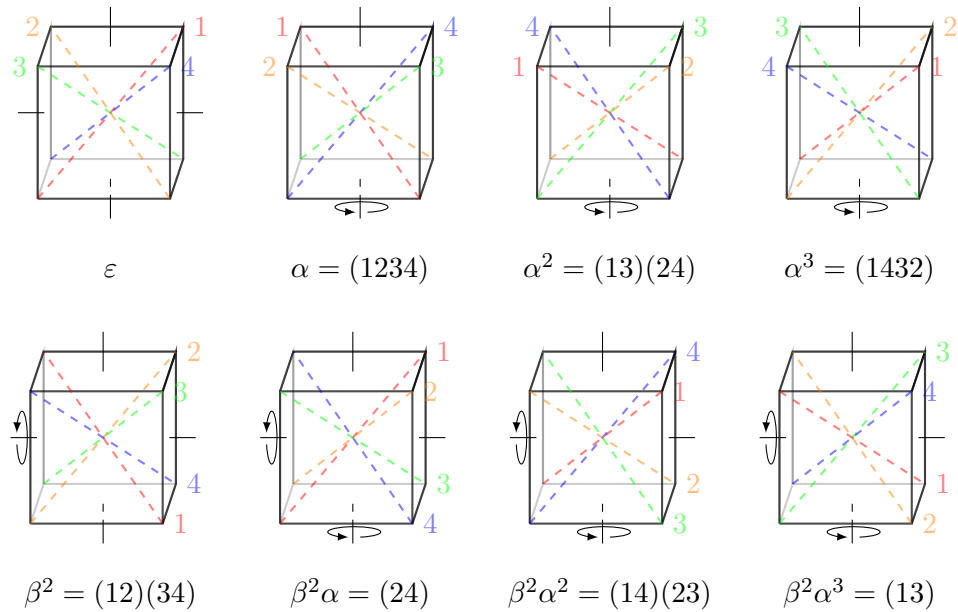 2 1 1 4 4 3 3 2
3 4 2 3 1 2 4 1
ε α = (1234) α² = (13)(24) α³ = (1432)
2 1 4 3
3 2 1 4
4 3 2 1
1 4 3 2
β² = (12)(34) β²α = (24) β²α² = (14)(23) β²α³ = (13)